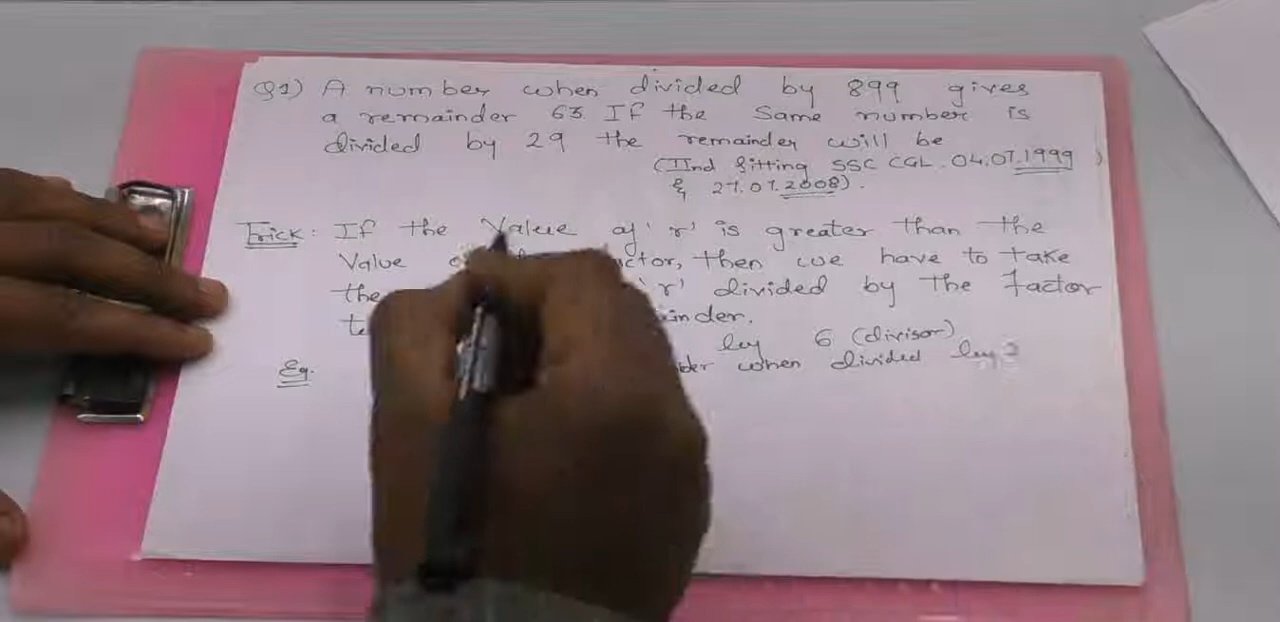 Q1) A number when divided by 899 gives
a remainder 63. If the same number is
divided by 29 the remainder will be
(IInd Sitting SSC CGL. 04.07.1999
& 27.07.2008).
Trick: If the Value of 'r' is greater than the
Value factor, then we have to take
the 'r' divided by the factor
by 6 (divisor)
Eg. when divided by 3